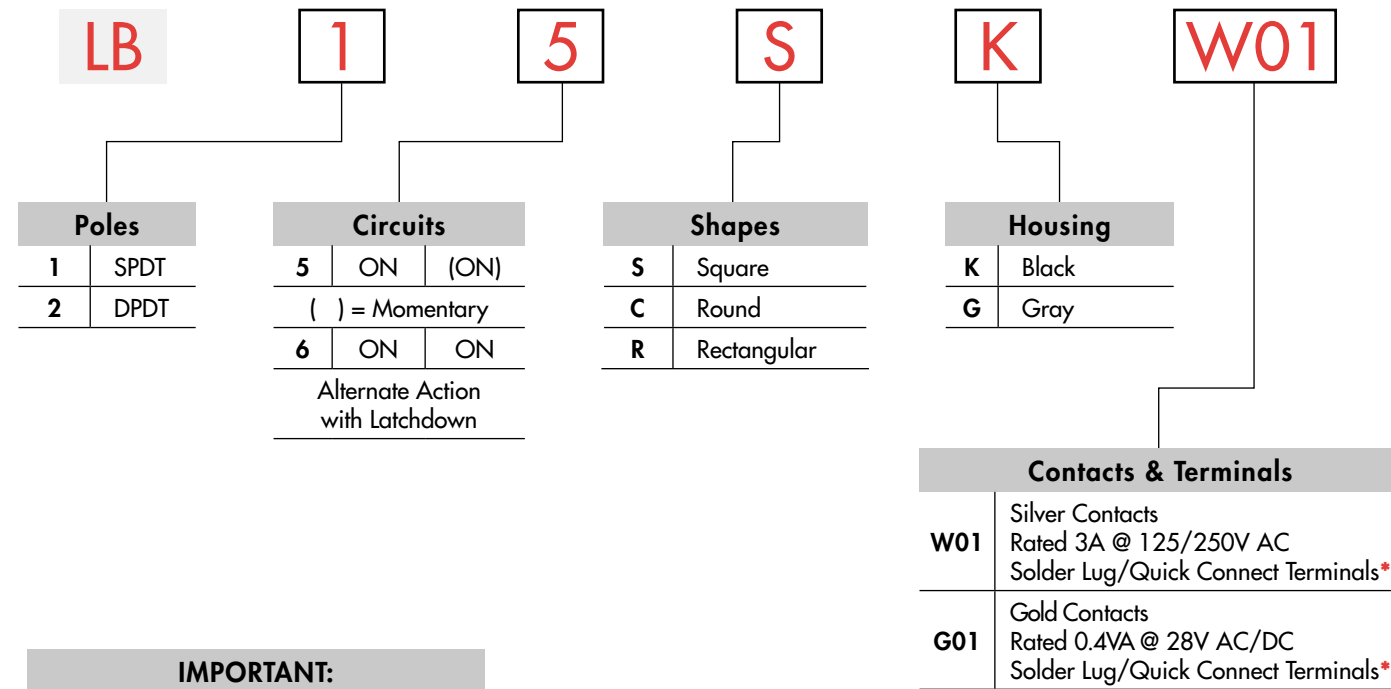 LB 1 5 S K W01
Poles
1 SPDT
2 DPDT
Circuits
5 ON (ON)
( ) = Momentary
6 ON ON
Alternate Action
with Latchdown
Shapes
S Square
C Round
R Rectangular
Housing
K Black
G Gray
Contacts & Terminals
W01 Silver Contacts
Rated 3A @ 125/250V AC
Solder Lug/Quick Connect Terminals*
G01 Gold Contacts
Rated 0.4VA @ 28V AC/DC
Solder Lug/Quick Connect Terminals*
IMPORTANT: